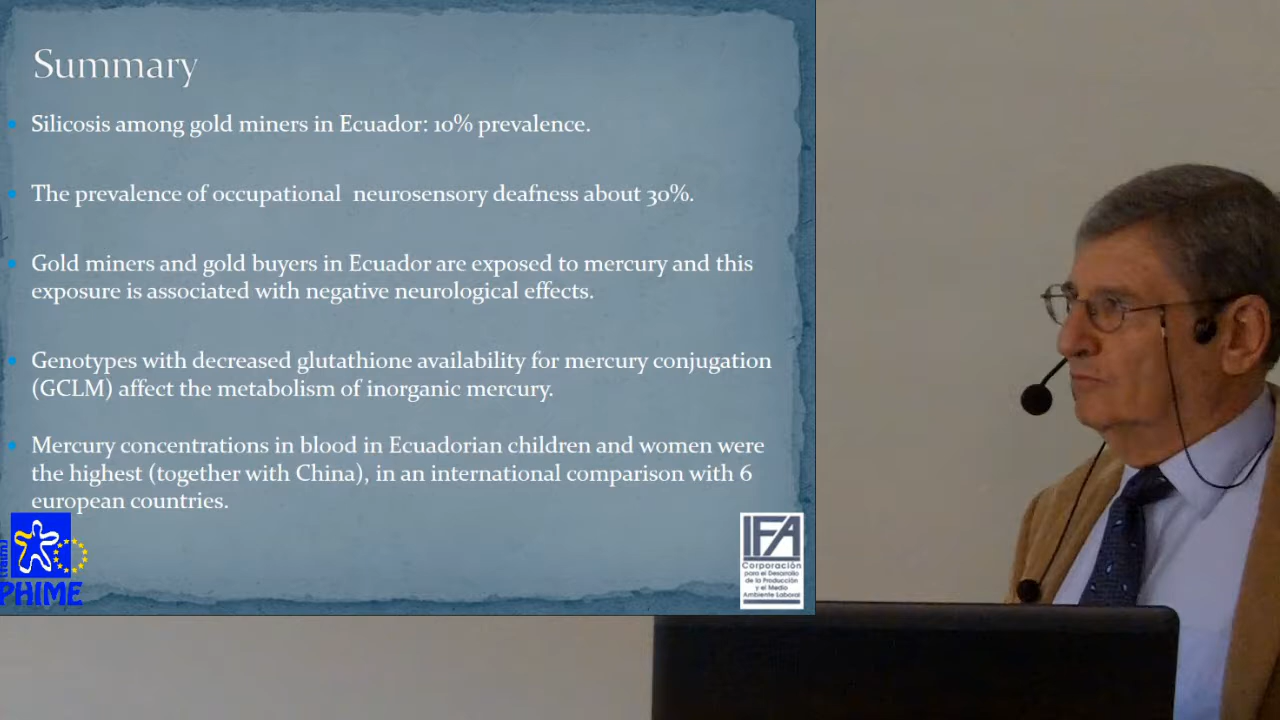 Summary
Silicosis among gold miners in Ecuador: 10% prevalence.
The prevalence of occupational neurosensory deafness about 30%.
Gold miners and gold buyers in Ecuador are exposed to mercury and this
exposure is associated with negative neurological effects.
Genotypes with decreased glutathione availability for mercury conjugation
(GCLM) affect the metabolism of inorganic mercury.
Mercury concentrations in blood in Ecuadorian children and women were
the highest (together with China), in an international comparison with 6
european countries.
PHIME
IFA
Corporación
para el Desarrollo
de la Producción
y el Medio
Ambiente Laboral